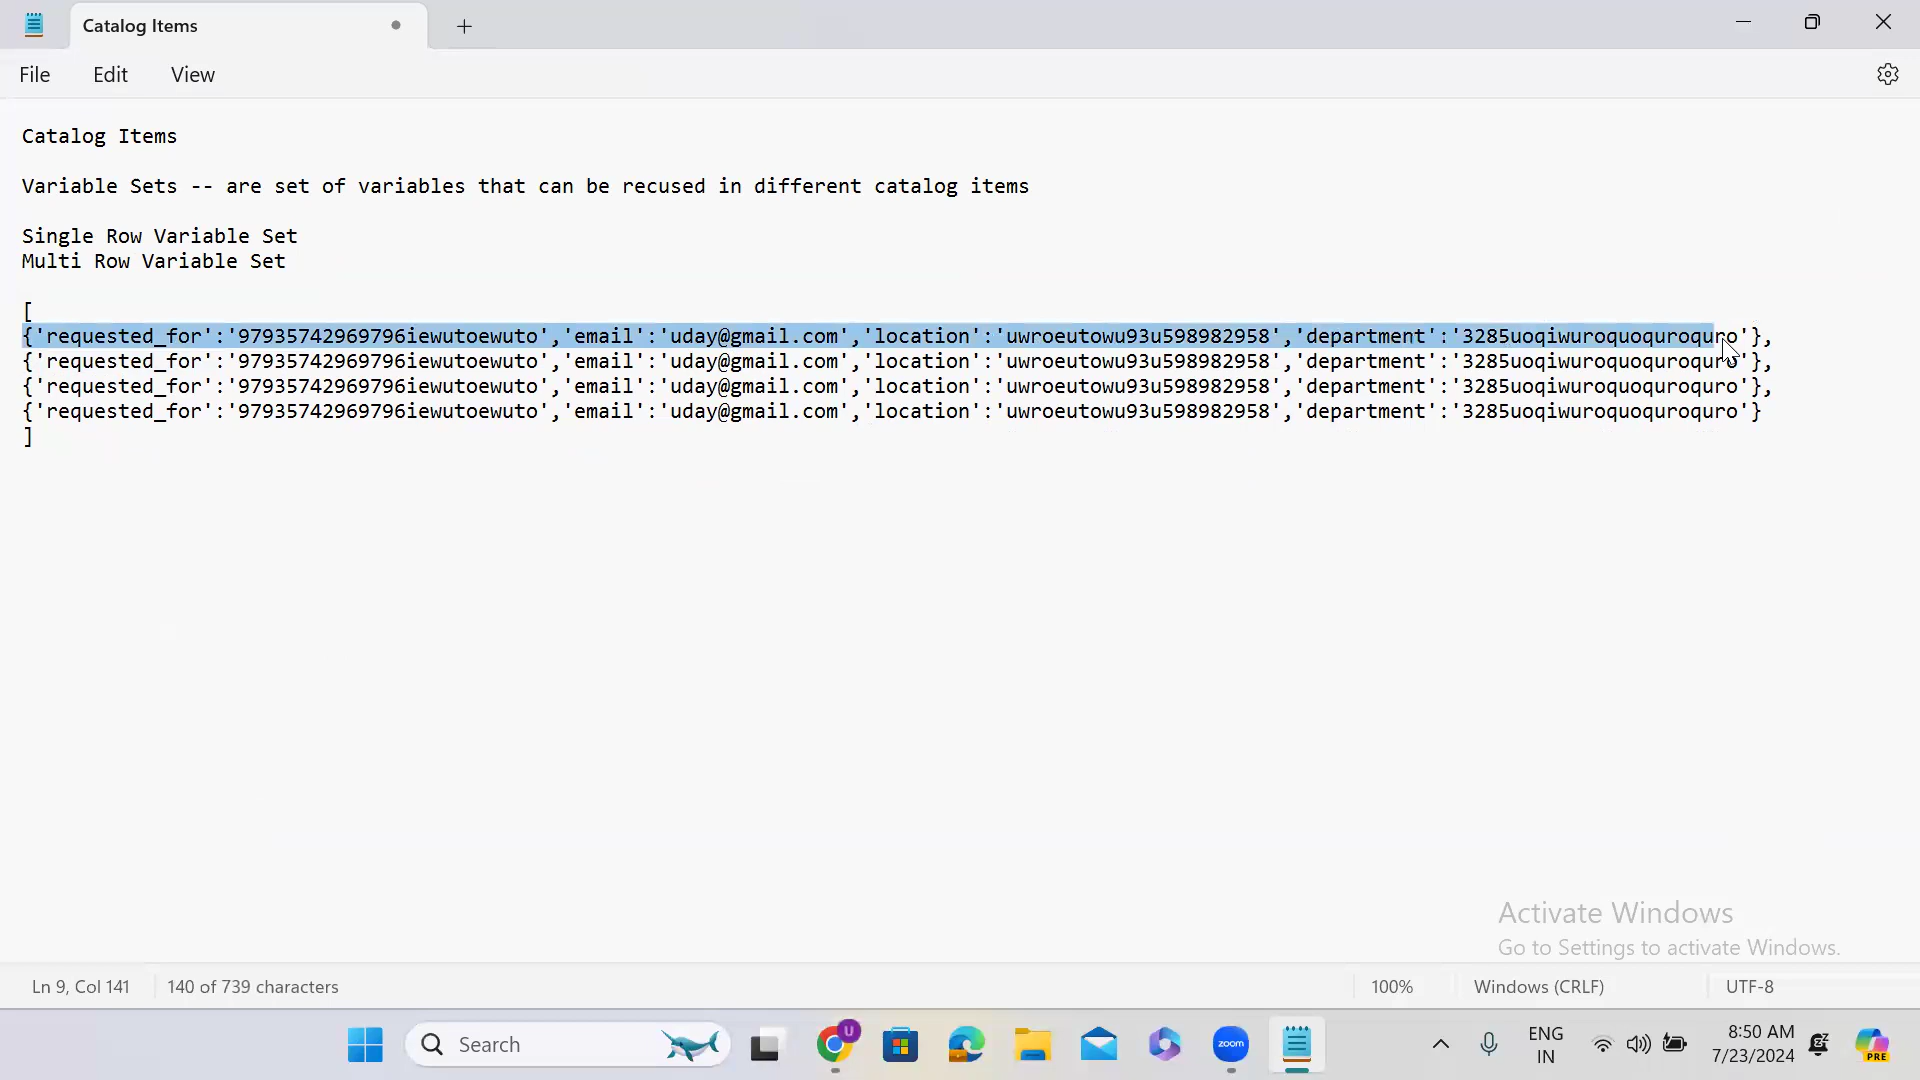 Catalog Items
File Edit View
Catalog Items
Variable Sets -- are set of variables that can be recused in different catalog items
Single Row Variable Set
Multi Row Variable Set
[
{'requested_for':'97935742969796iewutoewuto','email':'uday@gmail.com','location':'uwroeutowu93u598982958','department':'3285uoqiwuroquoquroquro'},
{'requested_for':'97935742969796iewutoewuto','email':'uday@gmail.com','location':'uwroeutowu93u598982958','department':'3285uoqiwuroquoquroquro'},
{'requested_for':'97935742969796iewutoewuto','email':'uday@gmail.com','location':'uwroeutowu93u598982958','department':'3285uoqiwuroquoquroquro'},
{'requested_for':'97935742969796iewutoewuto','email':'uday@gmail.com','location':'uwroeutowu93u598982958','department':'3285uoqiwuroquoquroquro'}
]
Activate Windows
Go to Settings to activate Windows.
Ln 9, Col 141 140 of 739 characters 100% Windows (CRLF) UTF-8
Search U zoom ENG 8:50 AM
IN 7/23/2024 PRE